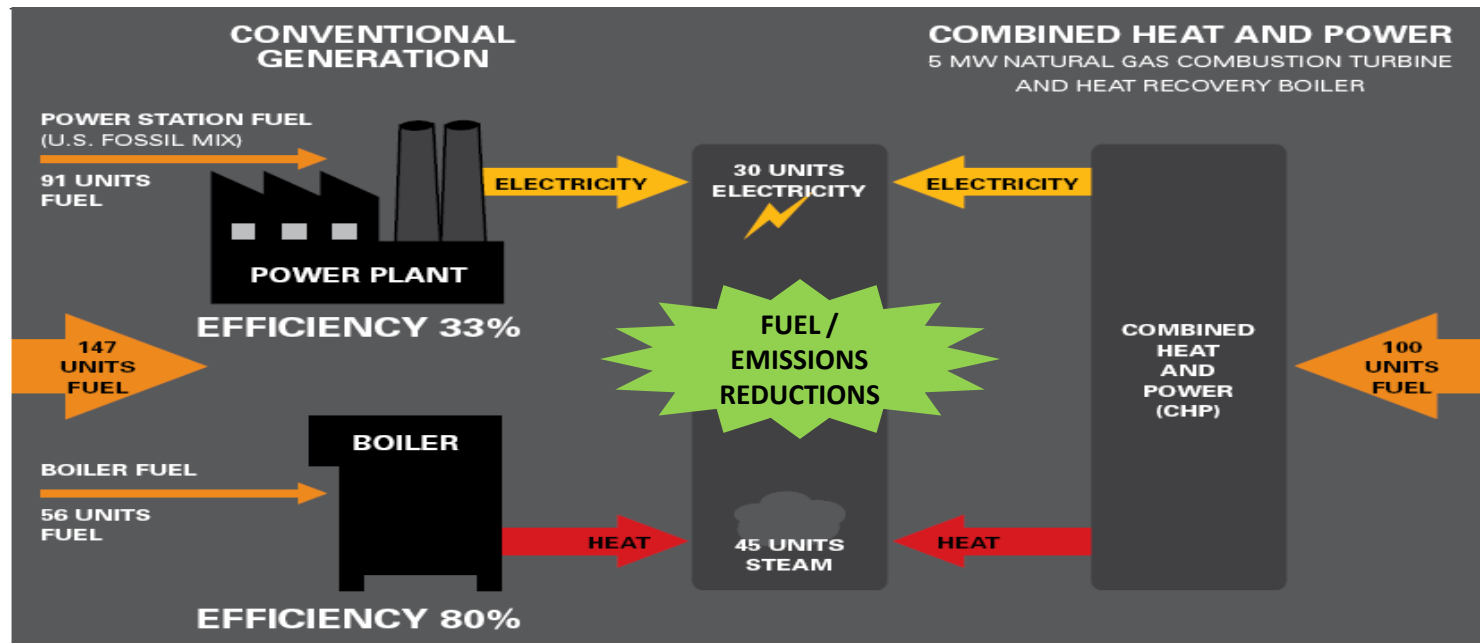 CONVENTIONAL
GENERATION
POWER STATION FUEL
(U.S. FOSSIL MIX)
91 UNITS
FUEL
POWER PLANT
EFFICIENCY 33%
147
UNITS
FUEL
BOILER
BOILER FUEL
56 UNITS
FUEL
EFFICIENCY 80%
ELECTRICITY
HEAT
30 UNITS
ELECTRICITY
FUEL /
EMISSIONS
REDUCTIONS
45 UNITS
STEAM
COMBINED HEAT AND POWER
5 MW NATURAL GAS COMBUSTION TURBINE
AND HEAT RECOVERY BOILER
ELECTRICITY
HEAT
COMBINED
HEAT
AND
POWER
(CHP)
100
UNITS
FUEL